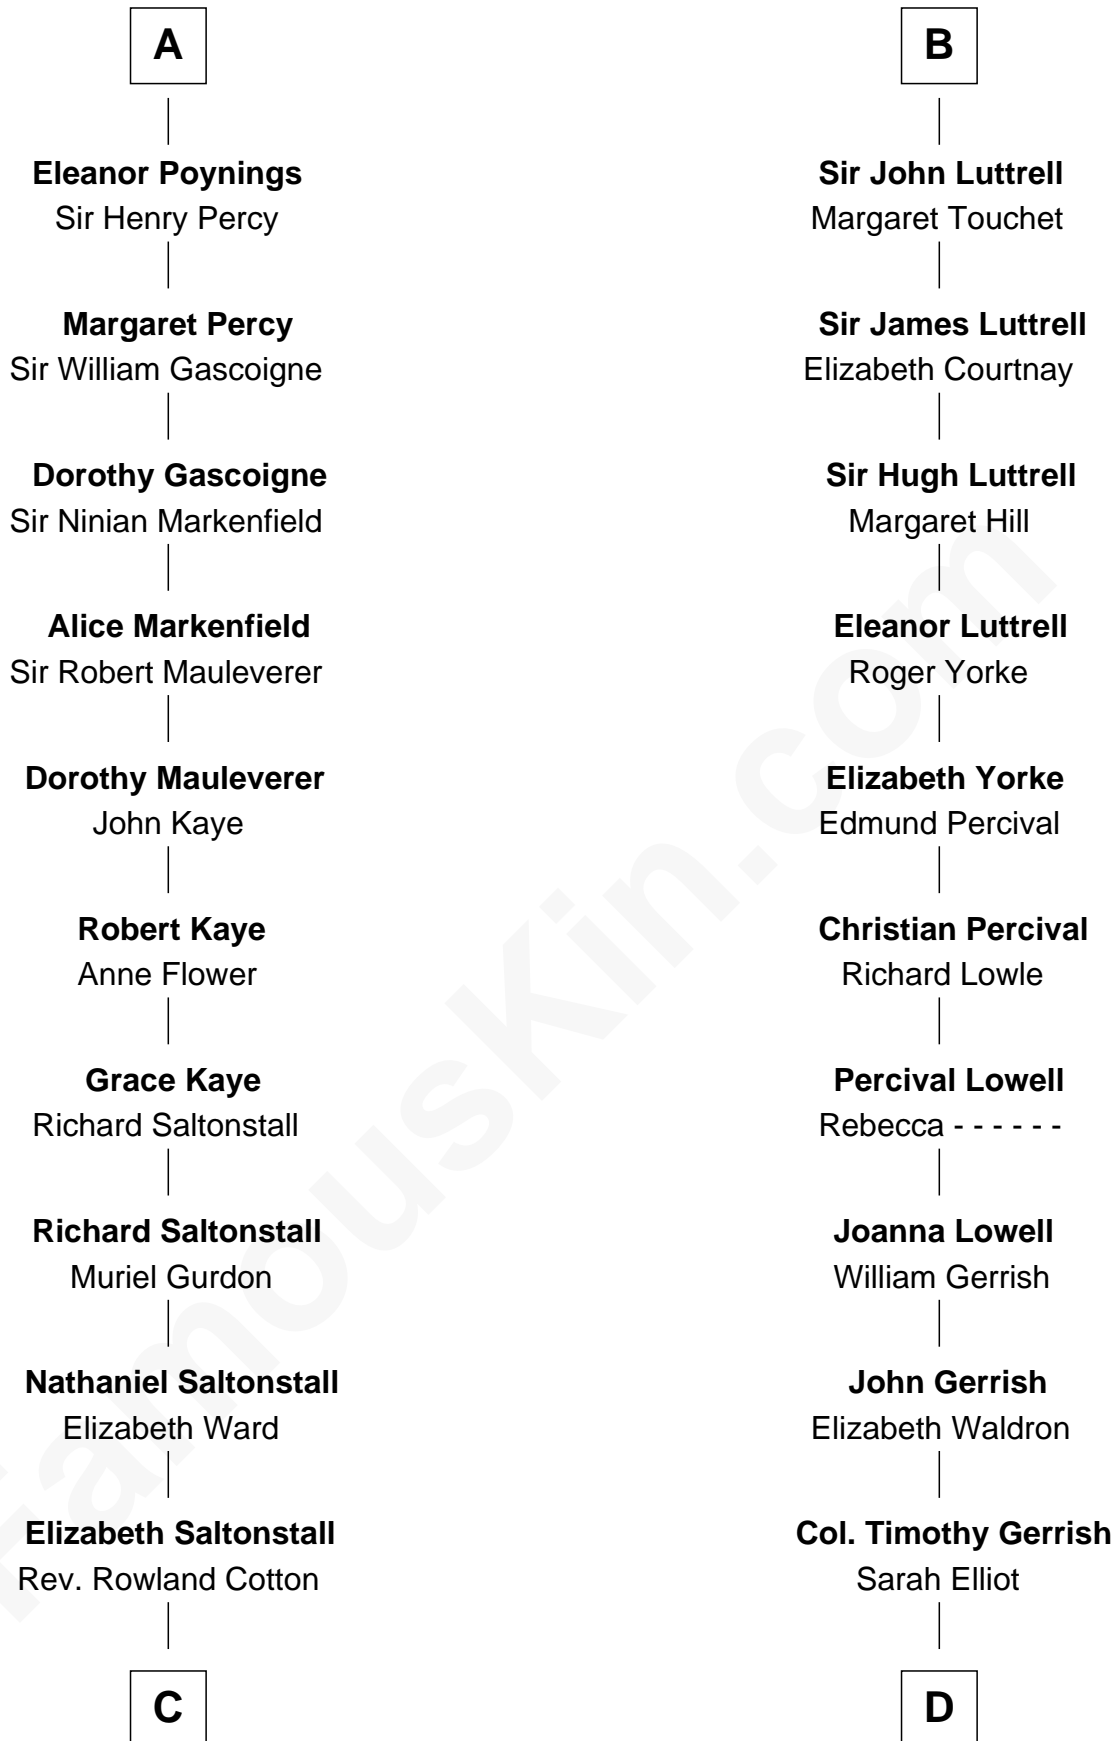 A
Eleanor Poynings
Sir Henry Percy
Margaret Percy
Sir William Gascoigne
Dorothy Gascoigne
Sir Ninian Markenfield
Alice Markenfield
Sir Robert Mauleverer
Dorothy Mauleverer
John Kaye
Robert Kaye
Anne Flower
Grace Kaye
Richard Saltonstall
Richard Saltonstall
Muriel Gurdon
Nathaniel Saltonstall
Elizabeth Ward
Elizabeth Saltonstall
Rev. Rowland Cotton
C
B
Sir John Luttrell
Margaret Touchet
Sir James Luttrell
Elizabeth Courtnay
Sir Hugh Luttrell
Margaret Hill
Eleanor Luttrell
Roger Yorke
Elizabeth Yorke
Edmund Percival
Christian Percival
Richard Lowle
Percival Lowell
Rebecca - - - - - -
Joanna Lowell
William Gerrish
John Gerrish
Elizabeth Waldron
Col. Timothy Gerrish
Sarah Elliot
D
FamousKin.com